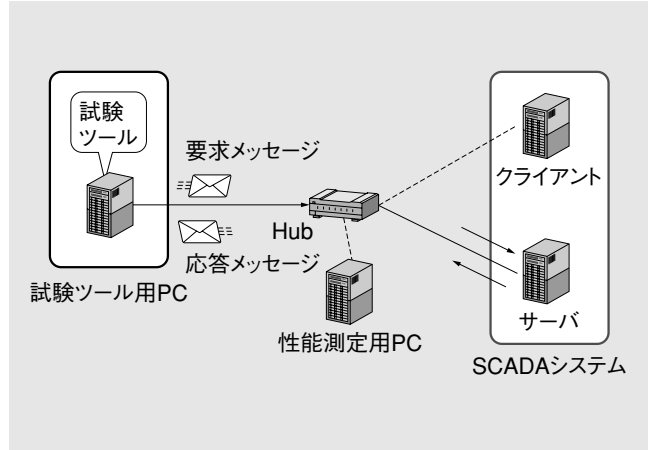 試験
ツール
要求メッセージ
Hub
応答メッセージ
試験ツール用PC
性能測定用PC
クライアント
サーバ
SCADAシステム